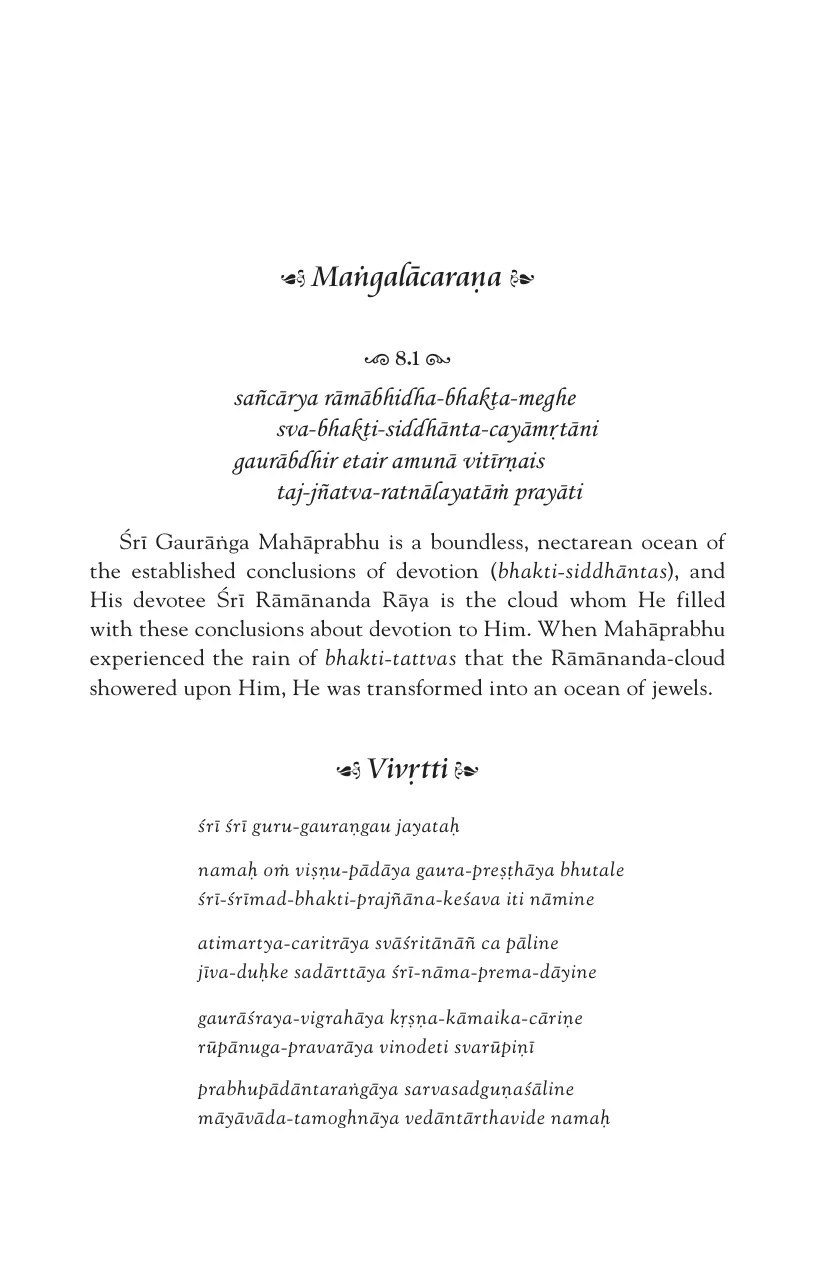 Maṅgalācaraṇa
8.1
sañcārya rāmābhidha-bhakta-meghe
sva-bhakti-siddhānta-cayāmṛtāni
gaurābdhir etair amunā vitīrṇais
taj-jñatva-ratnālayatāṁ prayāti
Śrī Gaurāṅga Mahāprabhu is a boundless, nectarean ocean of
the established conclusions of devotion (bhakti-siddhāntas), and
His devotee Śrī Rāmānanda Rāya is the cloud whom He filled
with these conclusions about devotion to Him. When Mahāprabhu
experienced the rain of bhakti-tattvas that the Rāmānanda-cloud
showered upon Him, He was transformed into an ocean of jewels.
Vivṛtti
śrī śrī guru-gauraṇgau jayataḥ
namaḥ oṁ viṣṇu-pādāya gaura-preṣṭhāya bhutale
śrī-śrīmad-bhakti-prajñāna-keśava iti nāmine
atimartya-caritrāya svāśritānāñ ca pāline
jīva-duḥke sadārttāya śrī-nāma-prema-dāyine
gaurāśraya-vigrahāya kṛṣṇa-kāmaika-cāriṇe
rūpānuga-pravarāya vinodeti svarūpiṇī
prabhupādāntaraṅgāya sarvasadguṇaśāline
māyāvāda-tamoghnāya vedāntārthavide namaḥ